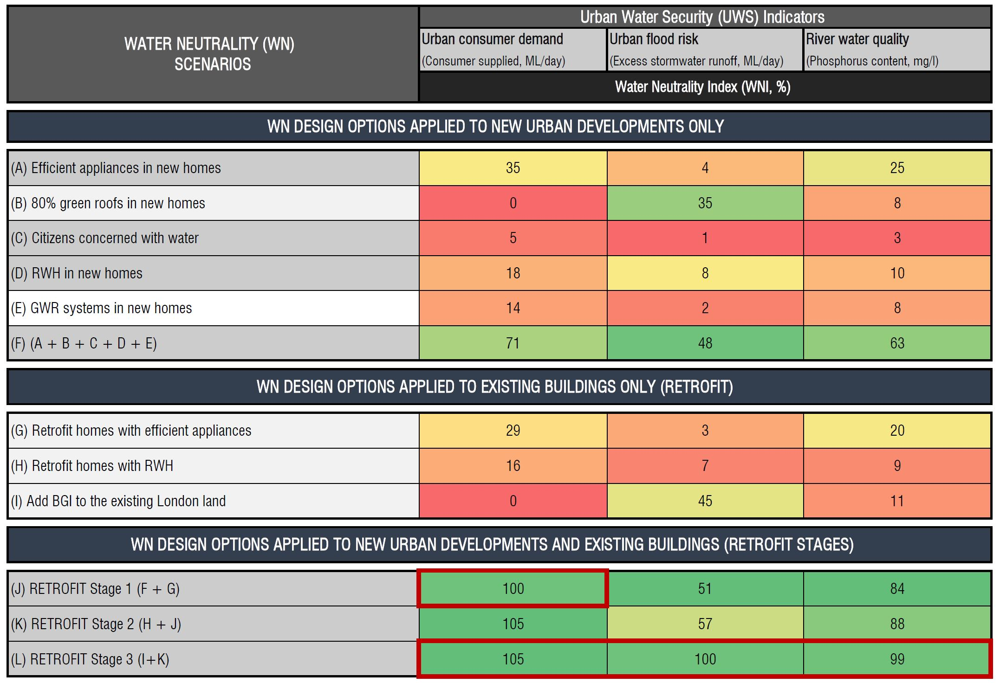 WATER NEUTRALITY (WN)
SCENARIOS
Urban Water Security (UWS) Indicators
Urban consumer demand
(Consumer supplied, ML/day)
Urban flood risk
(Excess stormwater runoff, ML/day)
River water quality
(Phosphorus content, mg/l)
Water Neutrality Index (WNI, %)
WN DESIGN OPTIONS APPLIED TO NEW URBAN DEVELOPMENTS ONLY
(A) Efficient appliances in new homes 35 4 25
(B) 80% green roofs in new homes 0 35 8
(C) Citizens concerned with water 5 1 3
(D) RWH in new homes 18 8 10
(E) GWR systems in new homes 14 2 8
(F) (A + B + C + D + E) 71 48 63
WN DESIGN OPTIONS APPLIED TO EXISTING BUILDINGS ONLY (RETROFIT)
(G) Retrofit homes with efficient appliances 29 3 20
(H) Retrofit homes with RWH 16 7 9
(I) Add BGI to the existing London land 0 45 11
WN DESIGN OPTIONS APPLIED TO NEW URBAN DEVELOPMENTS AND EXISTING BUILDINGS (RETROFIT STAGES)
(J) RETROFIT Stage 1 (F + G) 100 51 84
(K) RETROFIT Stage 2 (H + J) 105 57 88
(L) RETROFIT Stage 3 (I+K) 105 100 99